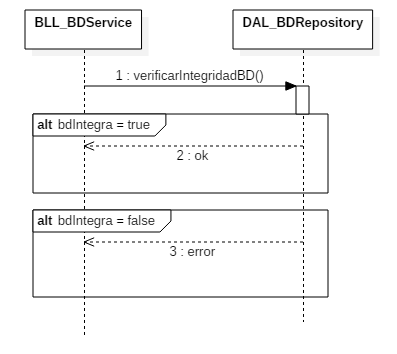 BLL_BDService
DAL_BDRepository
1 : verificarIntegridadBD()
alt bdIntegra = true
2 : ok
alt bdIntegra = false
3 : error